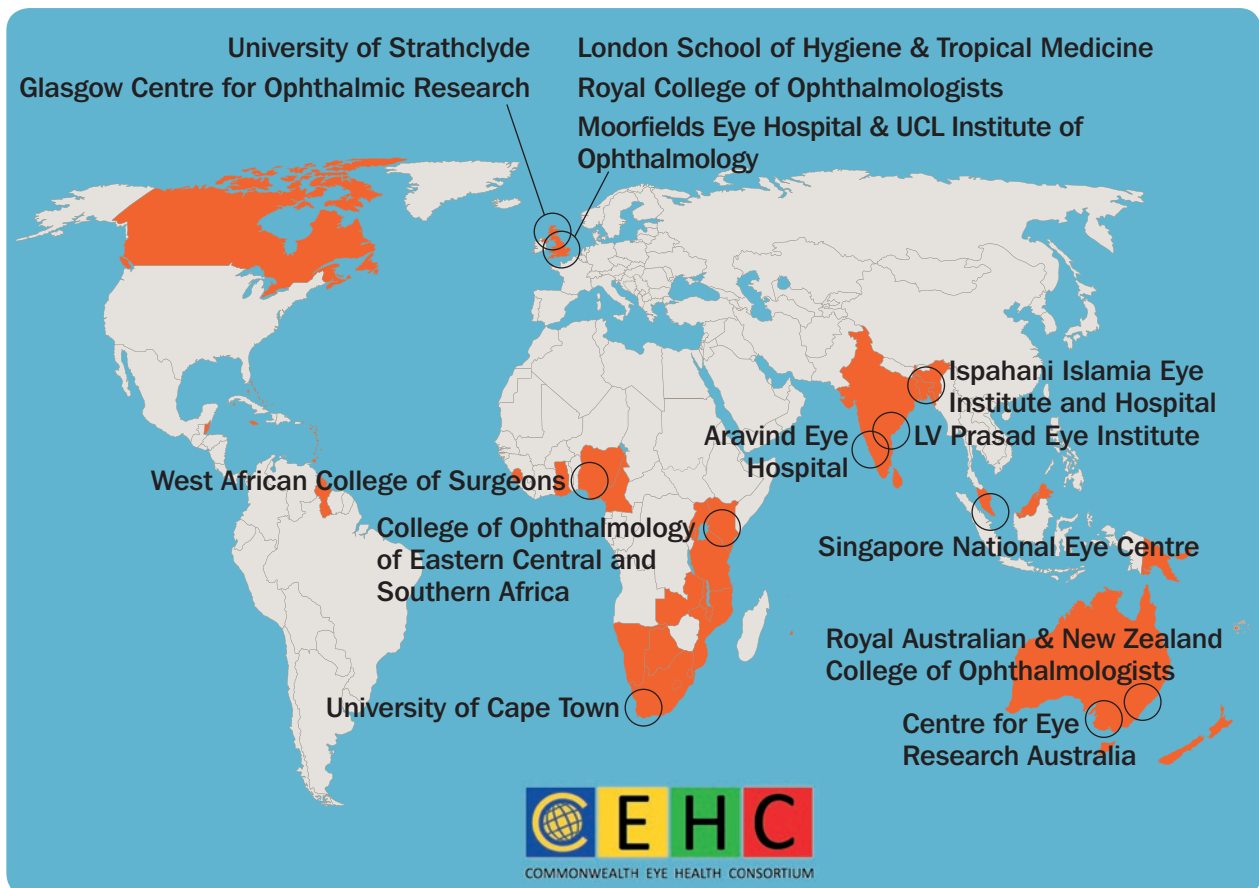 University of Strathclyde
Glasgow Centre for Ophthalmic Research
London School of Hygiene & Tropical Medicine
Royal College of Ophthalmologists
Moorfields Eye Hospital & UCL Institute of
Ophthalmology
Ispahani Islamia Eye
Institute and Hospital
LV Prasad Eye Institute
Aravind Eye
Hospital
West African College of Surgeons
College of Ophthalmology
of Eastern Central and
Southern Africa
Singapore National Eye Centre
Royal Australian & New Zealand
College of Ophthalmologists
University of Cape Town
Centre for Eye
Research Australia
CEHC
COMMONWEALTH EYE HEALTH CONSORTIUM